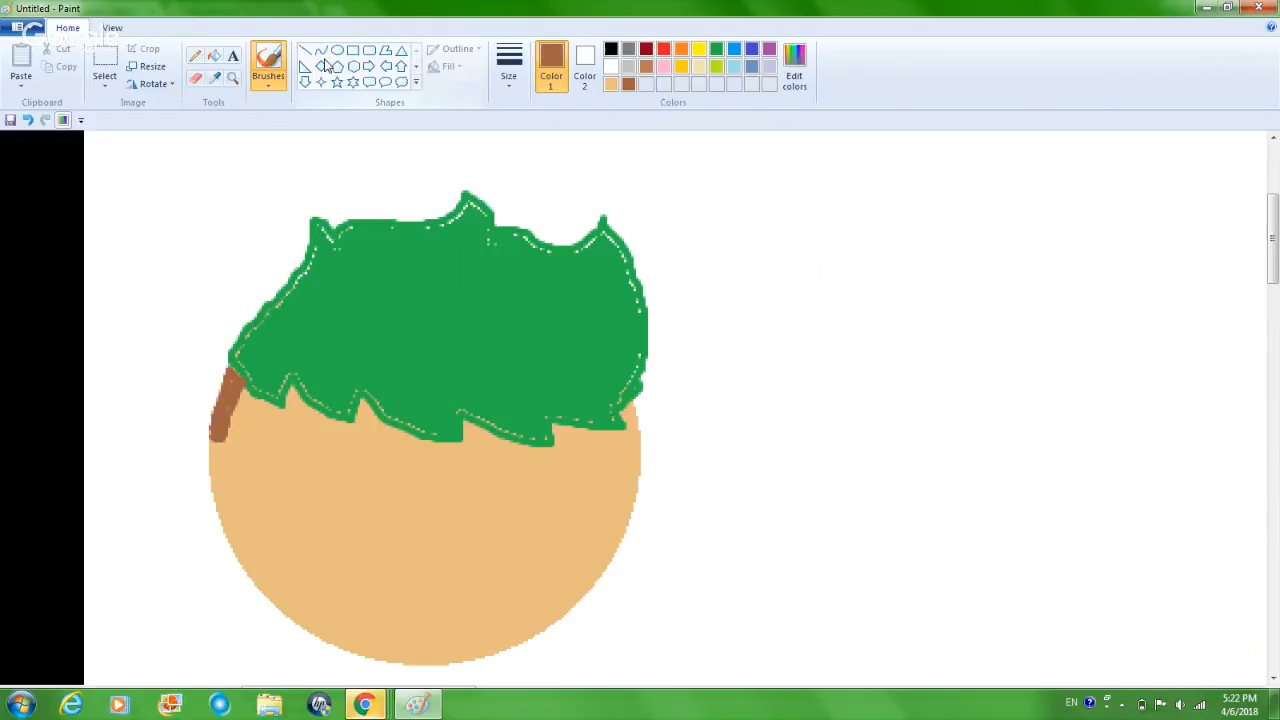 Untitled - Paint
Home View
Cut
Copy
Paste
Clipboard
Crop
Resize
Rotate
Select
Image
Tools
Brushes
Outline
Fill
Shapes
Size
Color 1
Color 2
Edit colors
Colors
EN
5:22 PM
4/6/2018